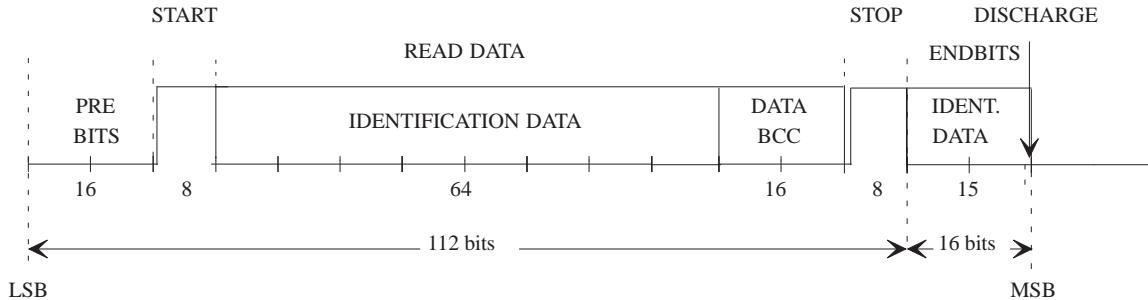 START STOP DISCHARGE
READ DATA ENDBITS
PRE BITS IDENTIFICATION DATA DATA BCC IDENT. DATA
16 8 64 16 8 15
112 bits 16 bits
LSB MSB